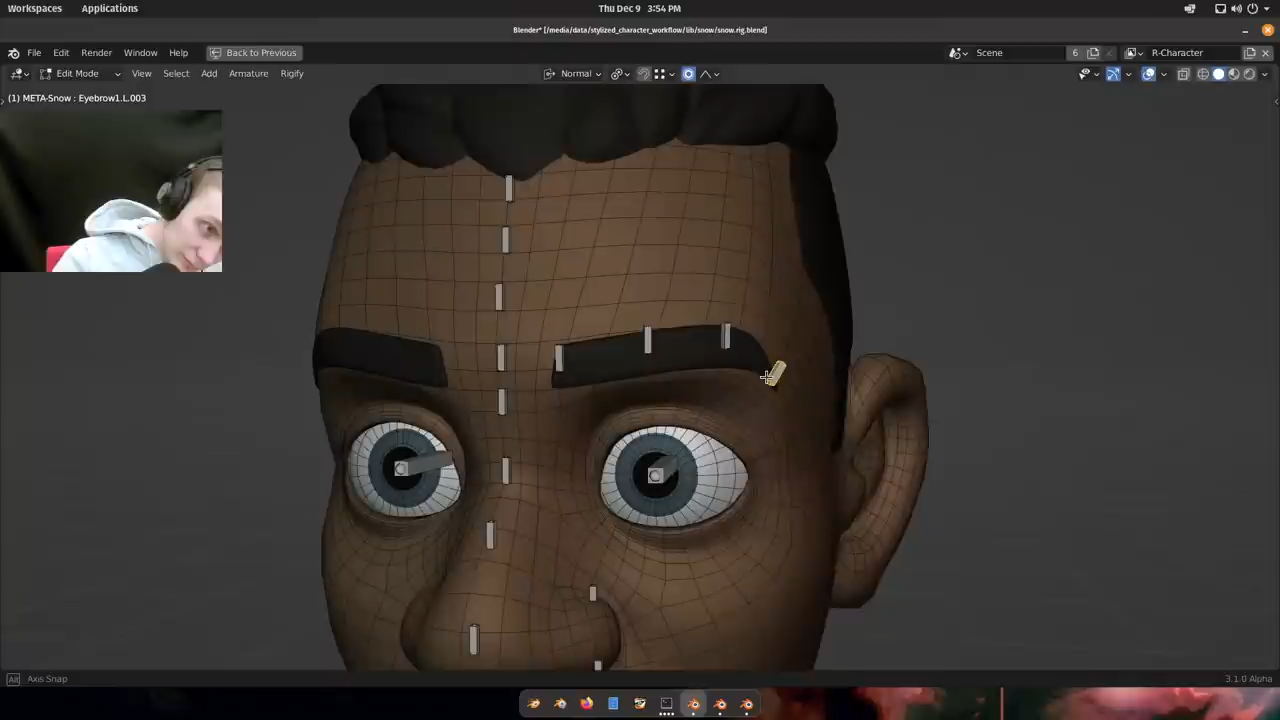 Workspaces Applications Thu Dec 9 3:54 PM
Blender* [/media/data/stylized_character_workflow/lib/snow/snow.rig.blend]
File Edit Render Window Help Back to Previous Scene 6 R-Character
Edit Mode View Select Add Armature Rigify Normal
(1) META-Snow : Eyebrow1.L.003
Alt Axis Snap 3.1.0 Alpha